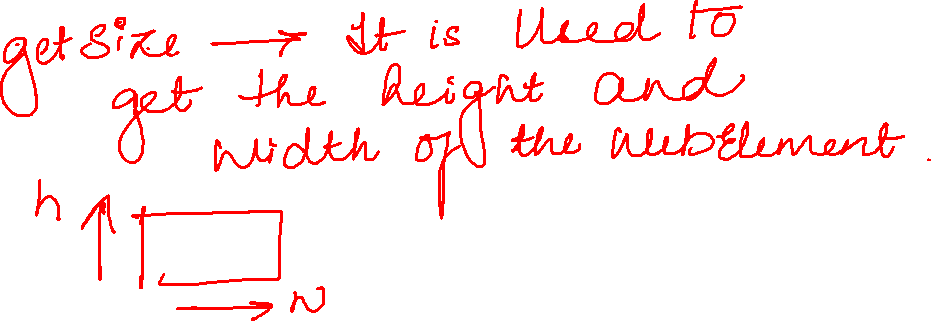 getSize → It is Used to
get the height and
width of the WebElement.
h
W